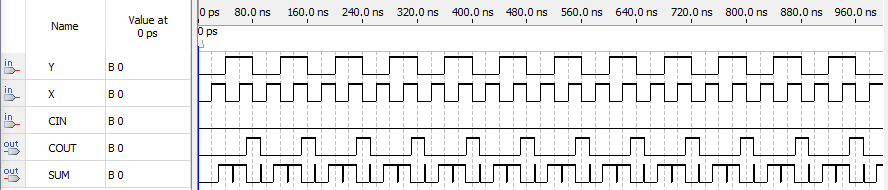 Name
Value at
0 ps
0 ps 80.0 ns 160.0 ns 240.0 ns 320.0 ns 400.0 ns 480.0 ns 560.0 ns 640.0 ns 720.0 ns 800.0 ns 880.0 ns 960.0 ns
0 ps
in Y B 0
in X B 0
in CIN B 0
out COUT B 0
out SUM B 0